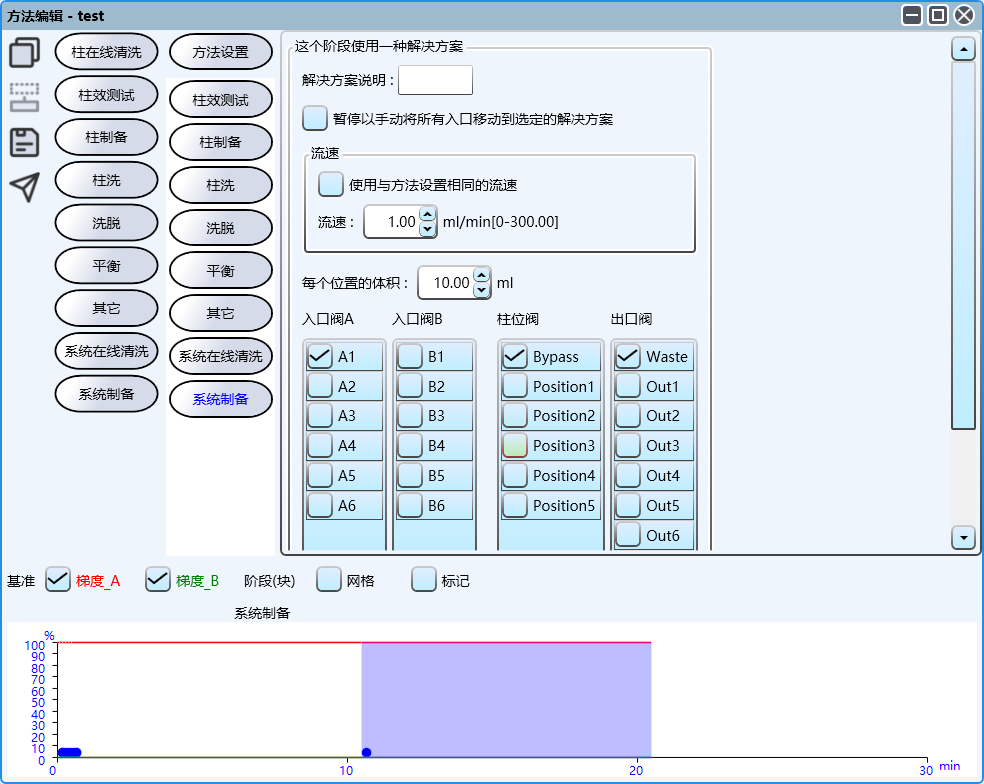 方法编辑 - test
柱在线清洗
柱效测试
柱制备
柱洗
洗脱
平衡
其它
系统在线清洗
系统制备
方法设置
柱效测试
柱制备
柱洗
洗脱
平衡
其它
系统在线清洗
系统制备
这个阶段使用一种解决方案
解决方案说明 :
暂停以手动将所有入口移动到选定的解决方案
流速
使用与方法设置相同的流速
流速 : 1.00 ml/min[0-300.00]
每个位置的体积 : 10.00 ml
入口阀A 入口阀B 柱位阀 出口阀
A1 B1 Bypass Waste
A2 B2 Position1 Out1
A3 B3 Position2 Out2
A4 B4 Position3 Out3
A5 B5 Position4 Out4
A6 B6 Position5 Out5
Out6
基准 梯度_A 梯度_B 阶段(块) 网格 标记
系统制备
%
100
90
80
70
60
50
40
30
20
10
0
0 10 20 30 min